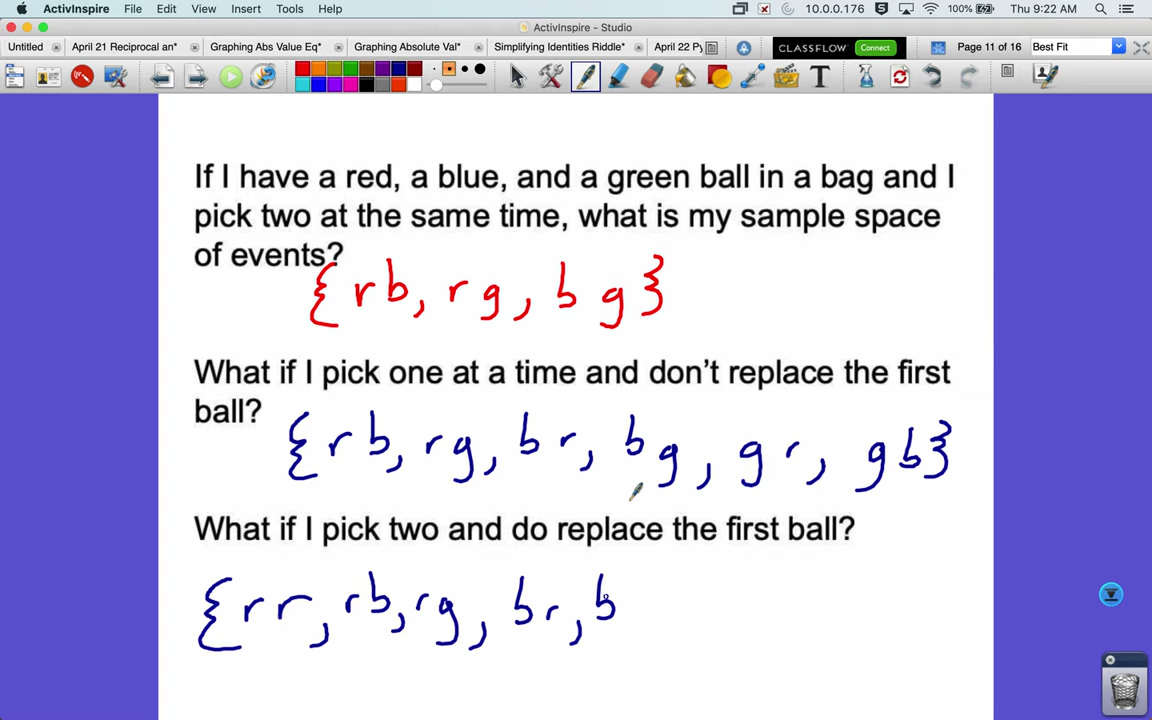 ActivInspire File Edit View Insert Tools Help 10.0.0.176 100% Thu 9:22 AM
ActivInspire - Studio
Untitled April 21 Reciprocal an* Graphing Abs Value Eq* Graphing Absolute Val* Simplifying Identities Riddle* April 22 P CLASSFLOW Connect Page 11 of 16 Best Fit
If I have a red, a blue, and a green ball in a bag and I
pick two at the same time, what is my sample space
of events?
{rb, rg, bg}
What if I pick one at a time and don't replace the first
ball?
{rb, rg, br, bg, gr, gb}
What if I pick two and do replace the first ball?
{rr, rb, rg, br, b